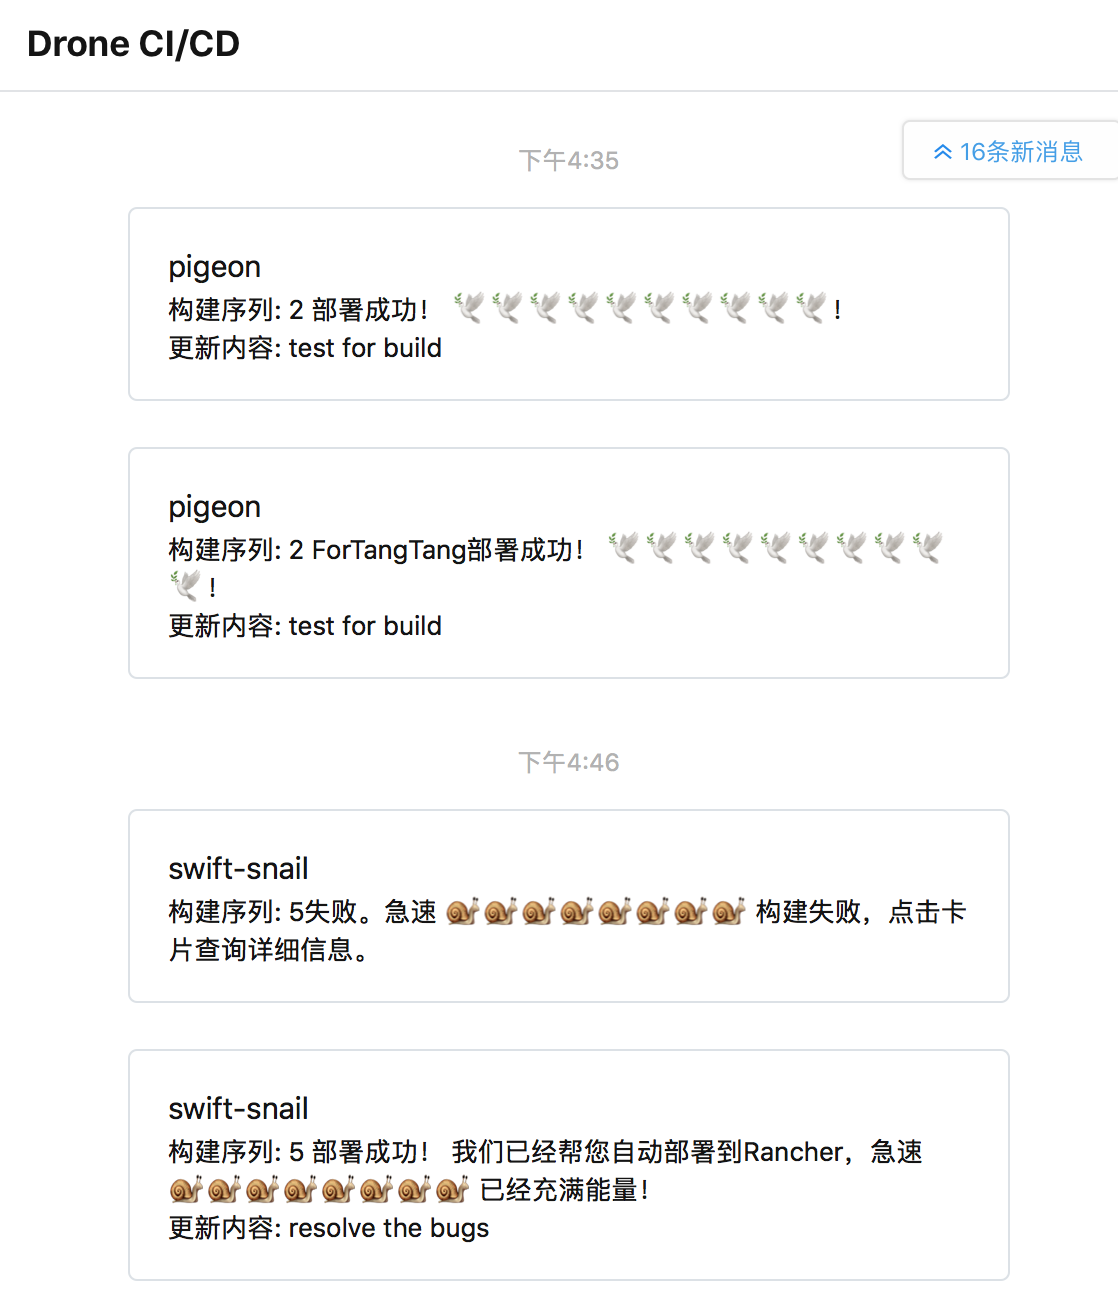 Drone CI/CD
下午4:35
16条新消息
pigeon
构建序列: 2 部署成功！ 🕊🕊🕊🕊🕊🕊🕊🕊🕊🕊！
更新内容: test for build
pigeon
构建序列: 2 ForTangTang部署成功！ 🕊🕊🕊🕊🕊🕊🕊🕊🕊
🕊！
更新内容: test for build
下午4:46
swift-snail
构建序列: 5失败。急速 🐌🐌🐌🐌🐌🐌🐌🐌 构建失败，点击卡
片查询详细信息。
swift-snail
构建序列: 5 部署成功！ 我们已经帮您自动部署到Rancher，急速
🐌🐌🐌🐌🐌🐌🐌🐌 已经充满能量！
更新内容: resolve the bugs